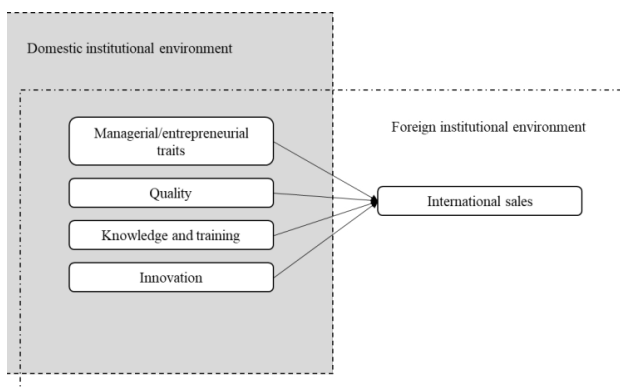 Domestic institutional environment
Foreign institutional environment
Managerial/entrepreneurial
traits
Quality
International sales
Knowledge and training
Innovation